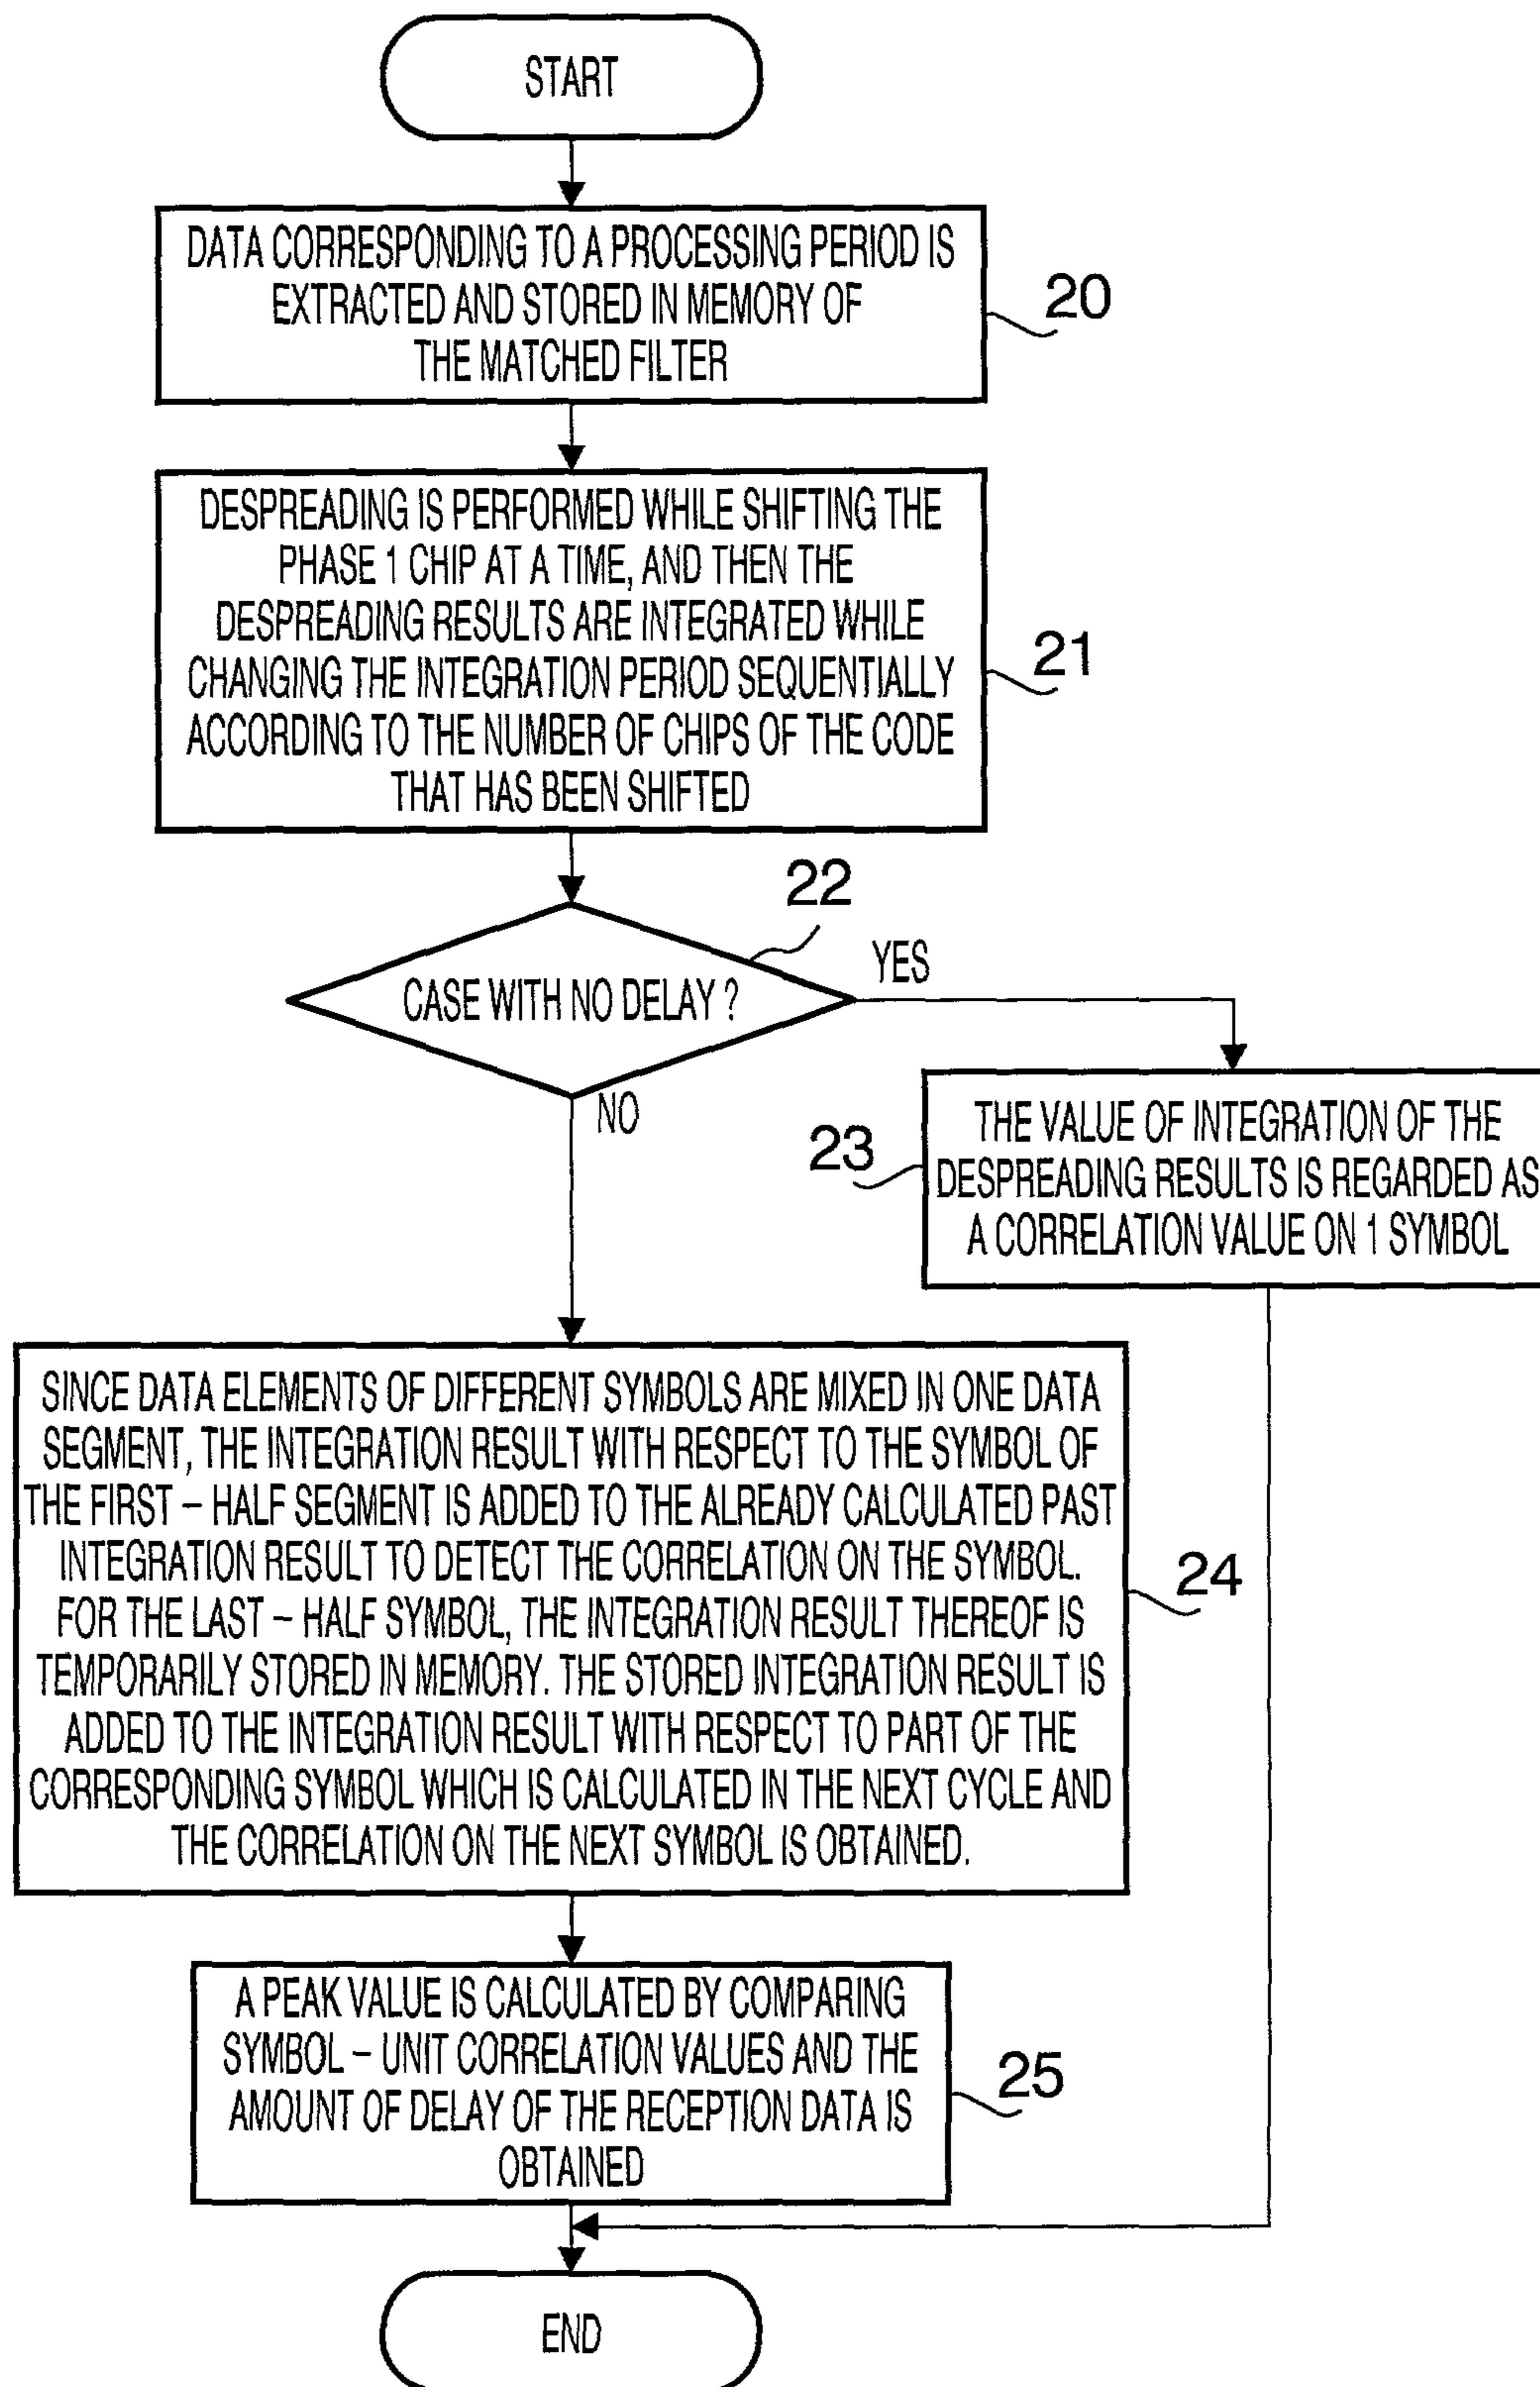 START
DATA CORRESPONDING TO A PROCESSING PERIOD IS
EXTRACTED AND STORED IN MEMORY OF
THE MATCHED FILTER
20
DESPREADING IS PERFORMED WHILE SHIFTING THE
PHASE 1 CHIP AT A TIME, AND THEN THE
DESPREADING RESULTS ARE INTEGRATED WHILE
CHANGING THE INTEGRATION PERIOD SEQUENTIALLY
ACCORDING TO THE NUMBER OF CHIPS OF THE CODE
THAT HAS BEEN SHIFTED
21
22
CASE WITH NO DELAY ?
YES
NO
23
THE VALUE OF INTEGRATION OF THE
DESPREADING RESULTS IS REGARDED AS
A CORRELATION VALUE ON 1 SYMBOL
SINCE DATA ELEMENTS OF DIFFERENT SYMBOLS ARE MIXED IN ONE DATA
SEGMENT, THE INTEGRATION RESULT WITH RESPECT TO THE SYMBOL OF
THE FIRST – HALF SEGMENT IS ADDED TO THE ALREADY CALCULATED PAST
INTEGRATION RESULT TO DETECT THE CORRELATION ON THE SYMBOL.
FOR THE LAST – HALF SYMBOL, THE INTEGRATION RESULT THEREOF IS
TEMPORARILY STORED IN MEMORY. THE STORED INTEGRATION RESULT IS
ADDED TO THE INTEGRATION RESULT WITH RESPECT TO PART OF THE
CORRESPONDING SYMBOL WHICH IS CALCULATED IN THE NEXT CYCLE AND
THE CORRELATION ON THE NEXT SYMBOL IS OBTAINED.
24
A PEAK VALUE IS CALCULATED BY COMPARING
SYMBOL – UNIT CORRELATION VALUES AND THE
AMOUNT OF DELAY OF THE RECEPTION DATA IS
OBTAINED
25
END